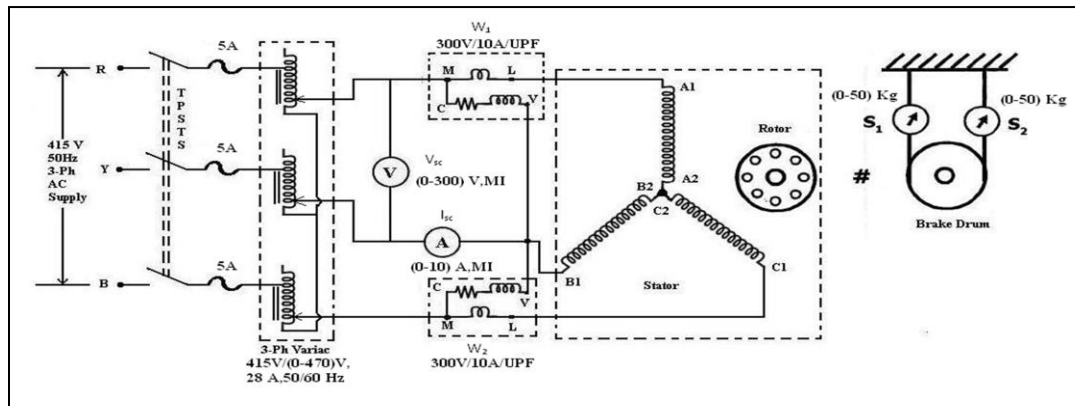 W₁
300V/10A/UPF
5A
R
M
L
C
V
A1
(0-50) Kg
(0-50) Kg
S₁
S₂
Rotor
TPSTS
415 V
50Hz
3-Ph
AC
Supply
5A
Y
V
Vsc
(0-300) V,MI
B2
A2
C2
#
Brake Drum
Isc
A
(0-10) A,MI
B1
C1
Stator
5A
B
C
V
M
L
W₂
300V/10A/UPF
3-Ph Variac
415V/(0-470)V,
28 A,50/60 Hz